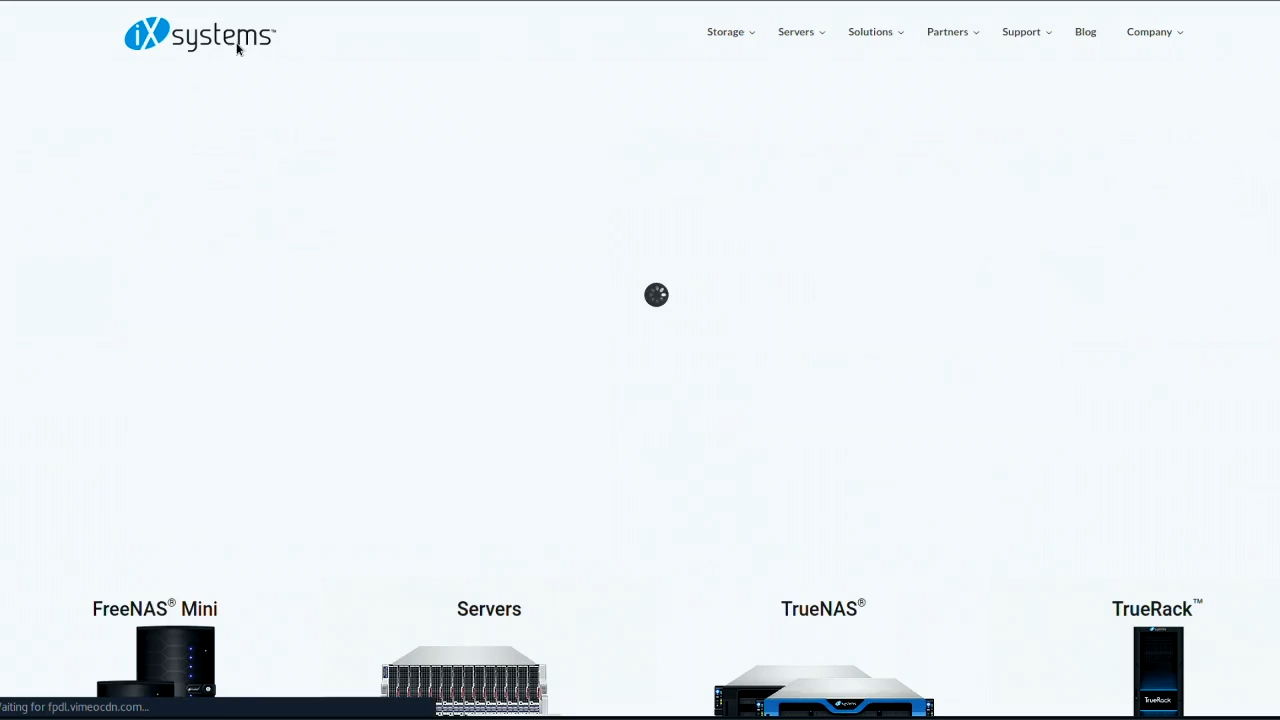 iXsystems™
Storage Servers Solutions Partners Support Blog Company
FreeNAS® Mini Servers TrueNAS® TrueRack™
TrueRack
aiting for fpdl.vimeocdn.com...